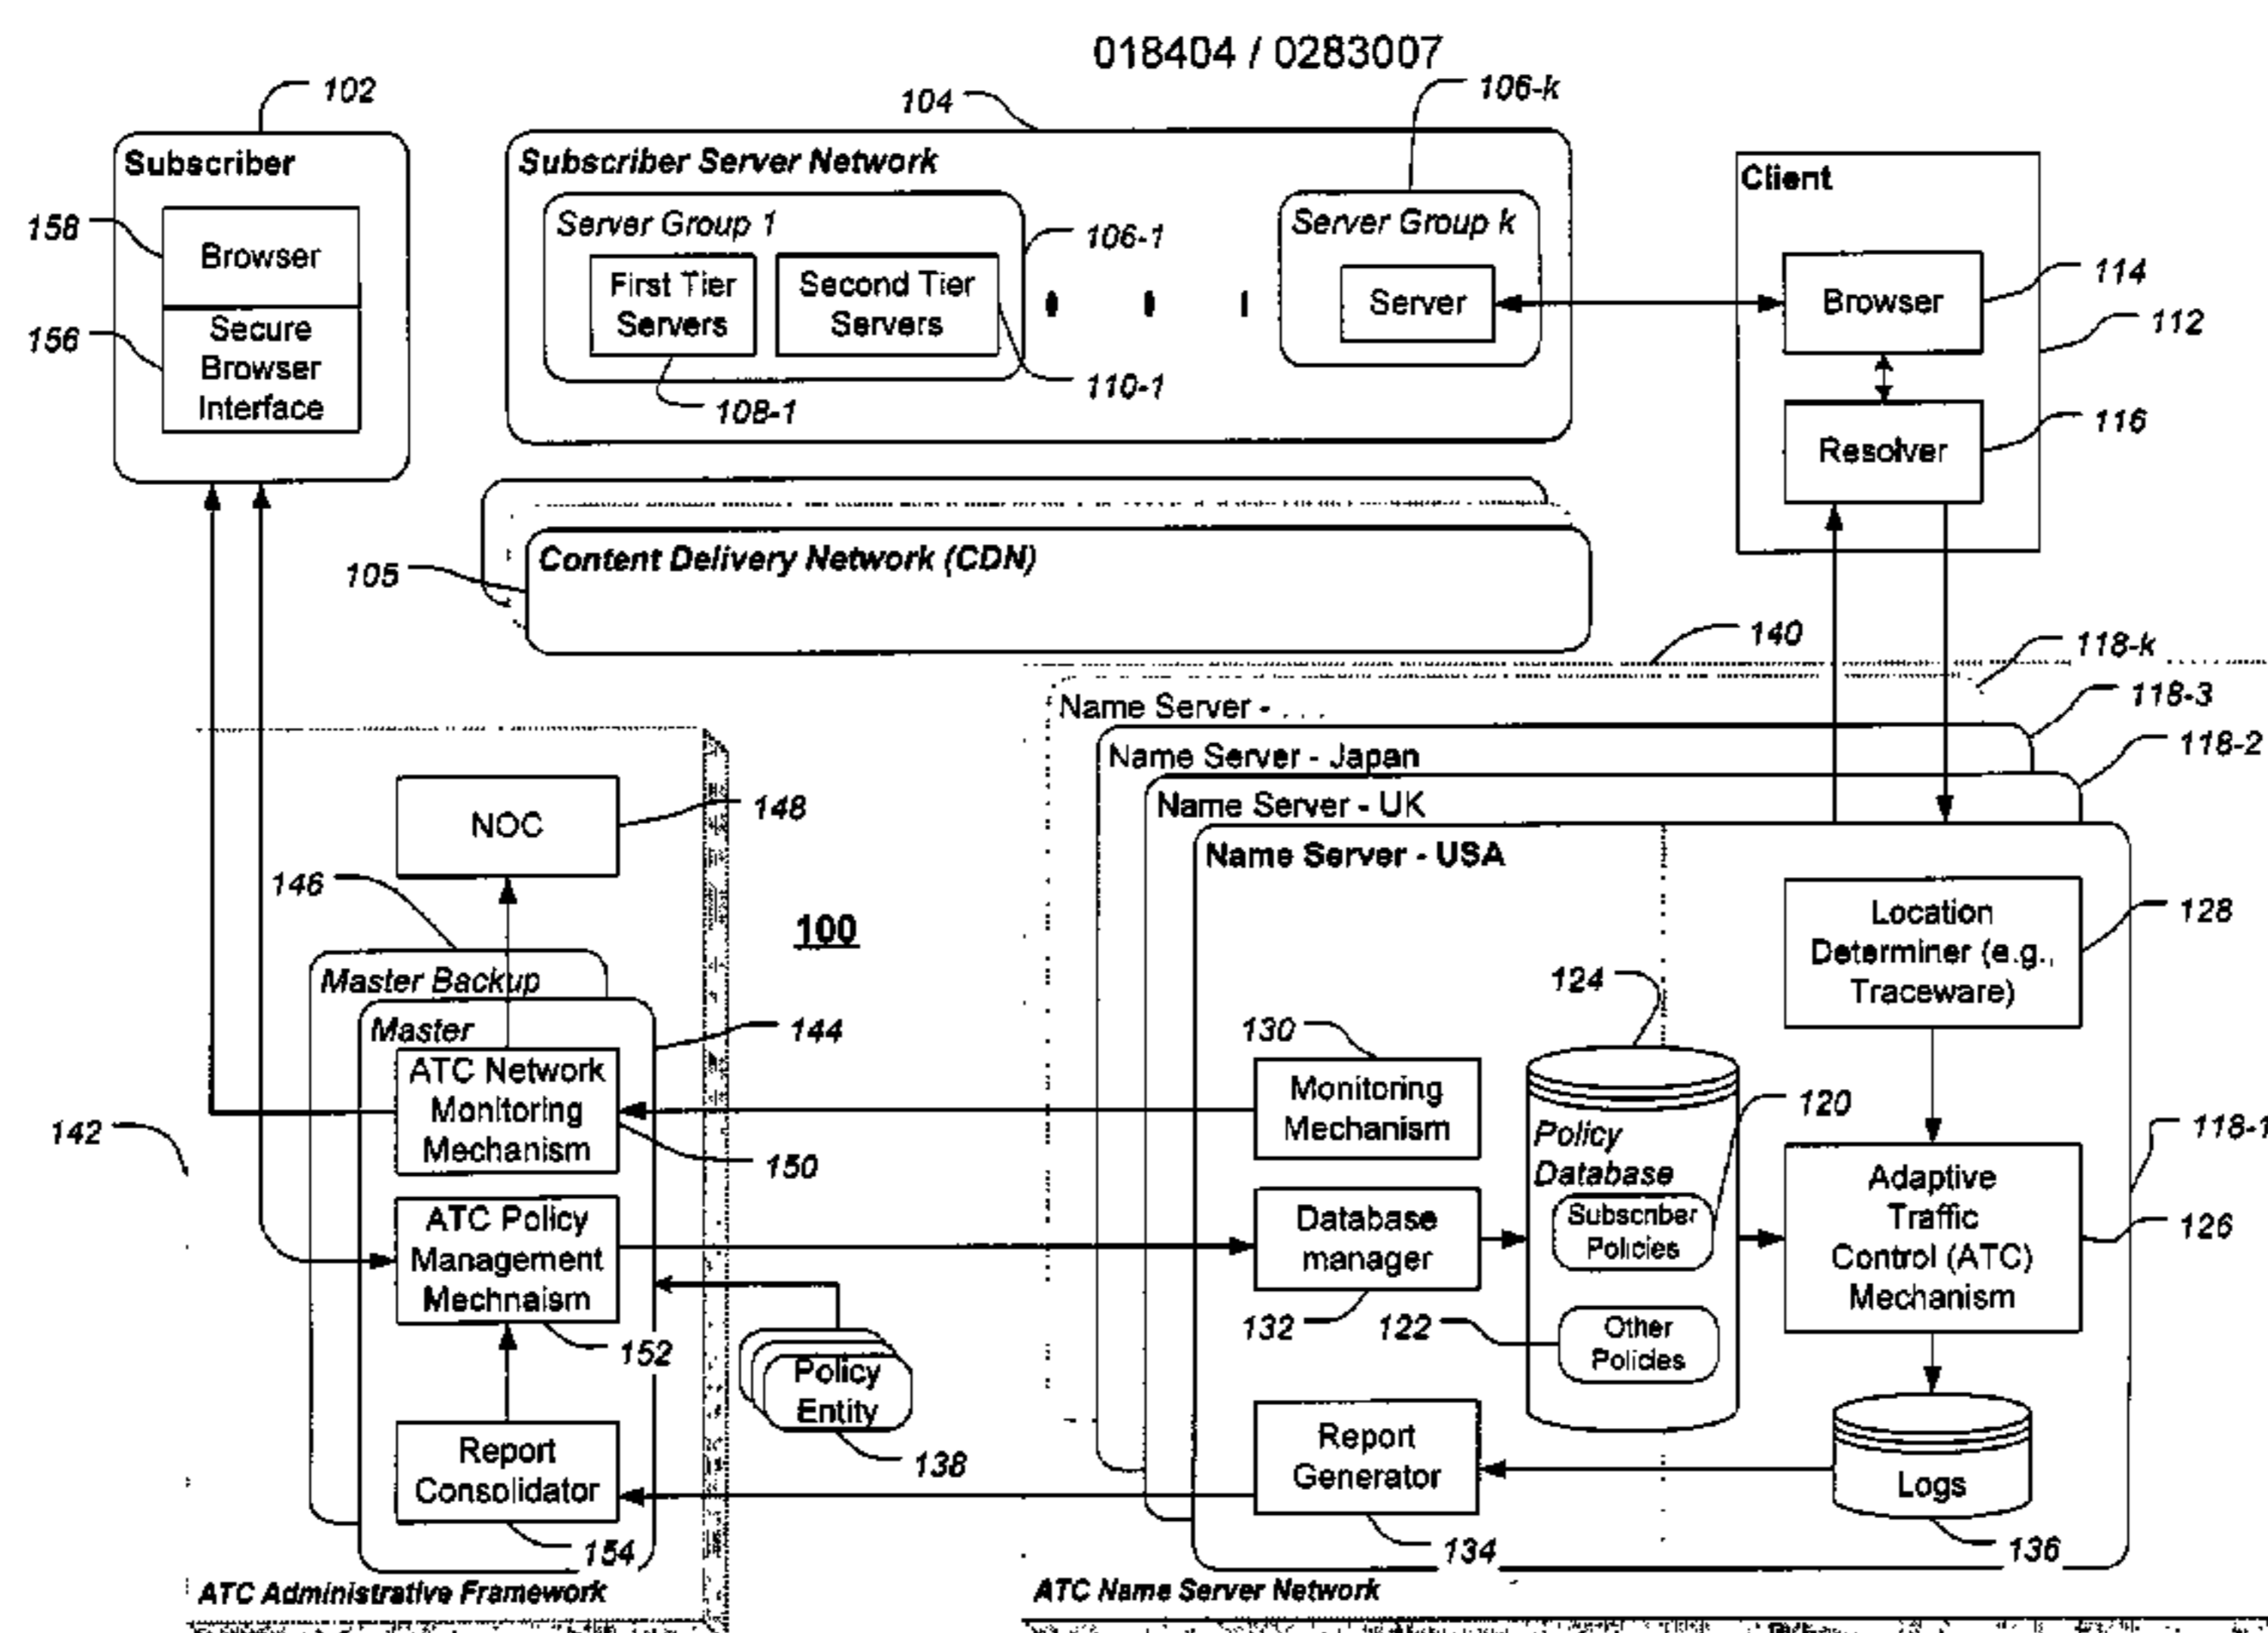 018404 / 0283007
102
104
106-k
Subscriber
158
Browser
156
Secure
Browser
Interface
Subscriber Server Network
Server Group 1
106-1
First Tier
Servers
Second Tier
Servers
108-1
110-1
Server Group k
Server
Client
Browser
114
112
Resolver
116
Content Delivery Network (CDN)
105
140
118-k
118-3
118-2
Name Server - . . .
Name Server - Japan
Name Server - UK
Name Server - USA
NOC
148
146
100
Master Backup
Master
144
ATC Network
Monitoring
Mechanism
150
142
ATC Policy
Management
Mechnaism
152
Policy
Entity
138
Report
Consolidator
154
ATC Administrative Framework
Location
Determiner (e.g.,
Traceware)
128
124
130
Monitoring
Mechanism
Policy
Database
120
Subscriber
Policies
118-1
Adaptive
Traffic
Control (ATC)
Mechanism
126
Database
manager
132
122
Other
Policies
Report
Generator
134
Logs
136
ATC Name Server Network